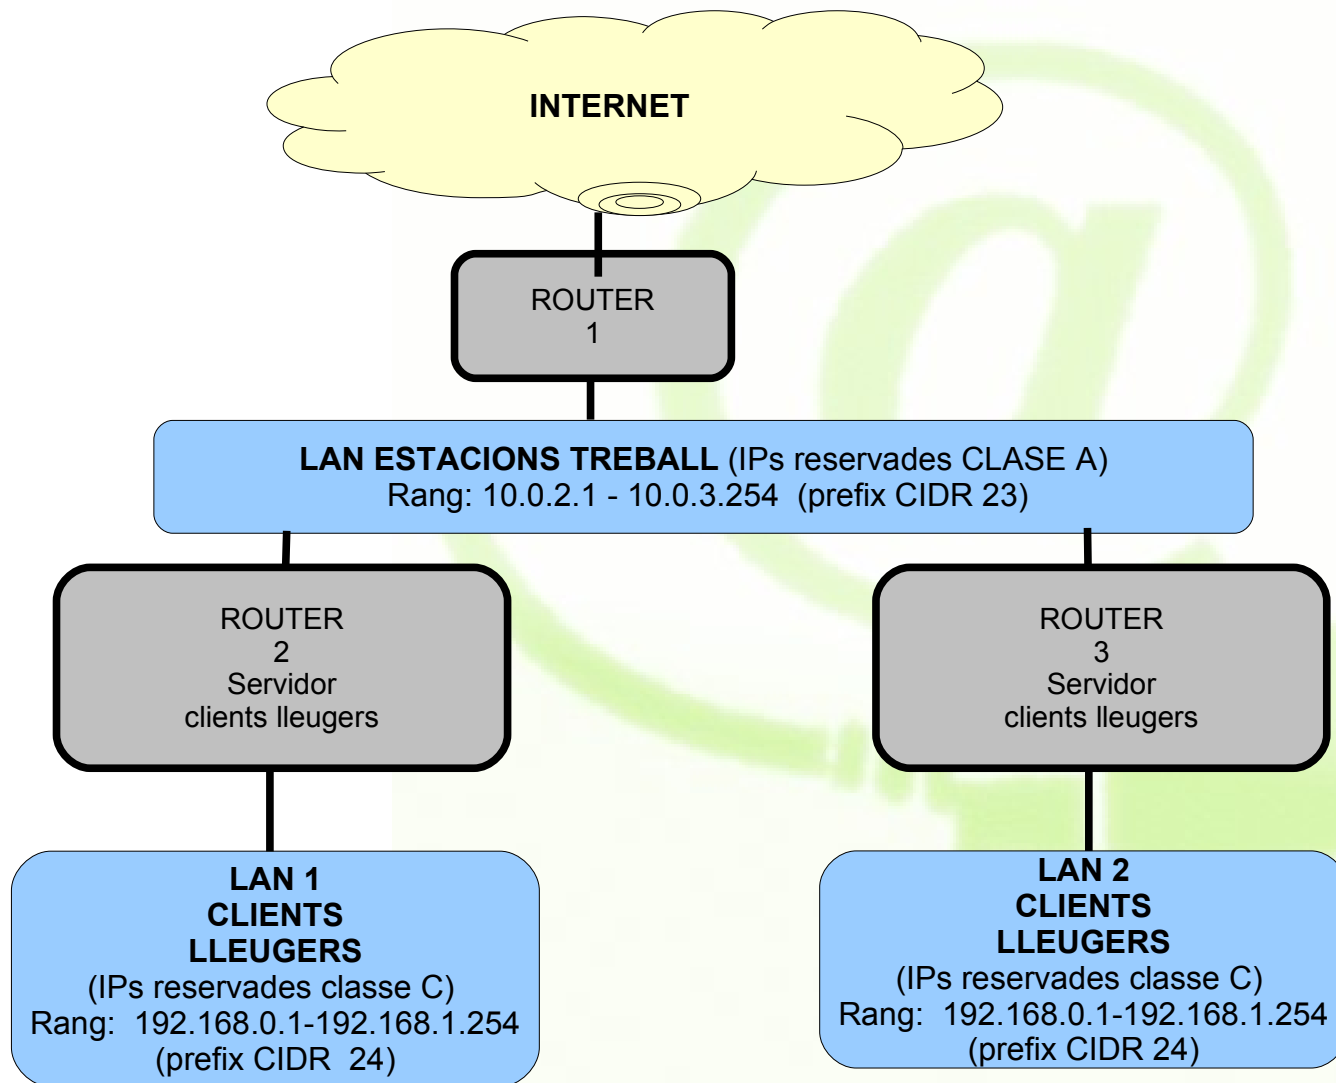 INTERNET
ROUTER
1
LAN ESTACIONS TREBALL (IPs reservades CLASE A)
Rang: 10.0.2.1 - 10.0.3.254 (prefix CIDR 23)
ROUTER
2
Servidor
clients lleugers
ROUTER
3
Servidor
clients lleugers
LAN 1
CLIENTS
LLEUGERS
(IPs reservades classe C)
Rang: 192.168.0.1-192.168.1.254
(prefix CIDR 24)
LAN 2
CLIENTS
LLEUGERS
(IPs reservades classe C)
Rang: 192.168.0.1-192.168.1.254
(prefix CIDR 24)